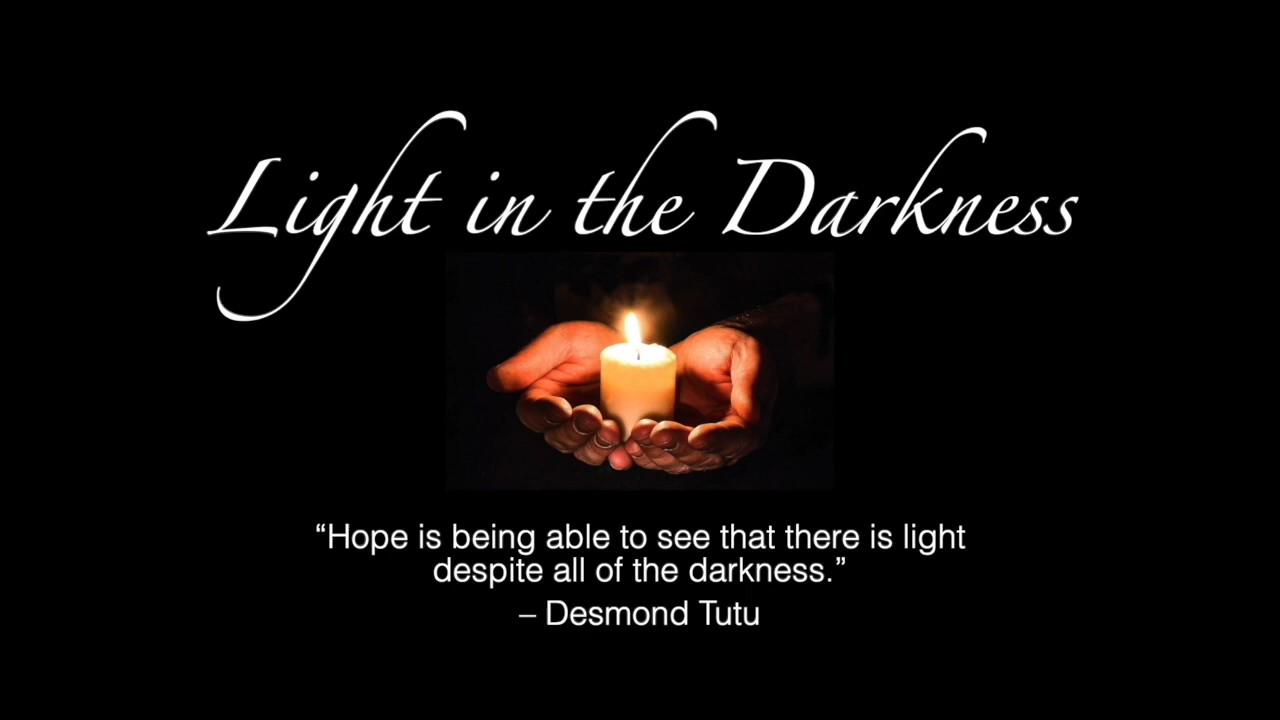 Light in the Darkness
“Hope is being able to see that there is light
despite all of the darkness.”
– Desmond Tutu